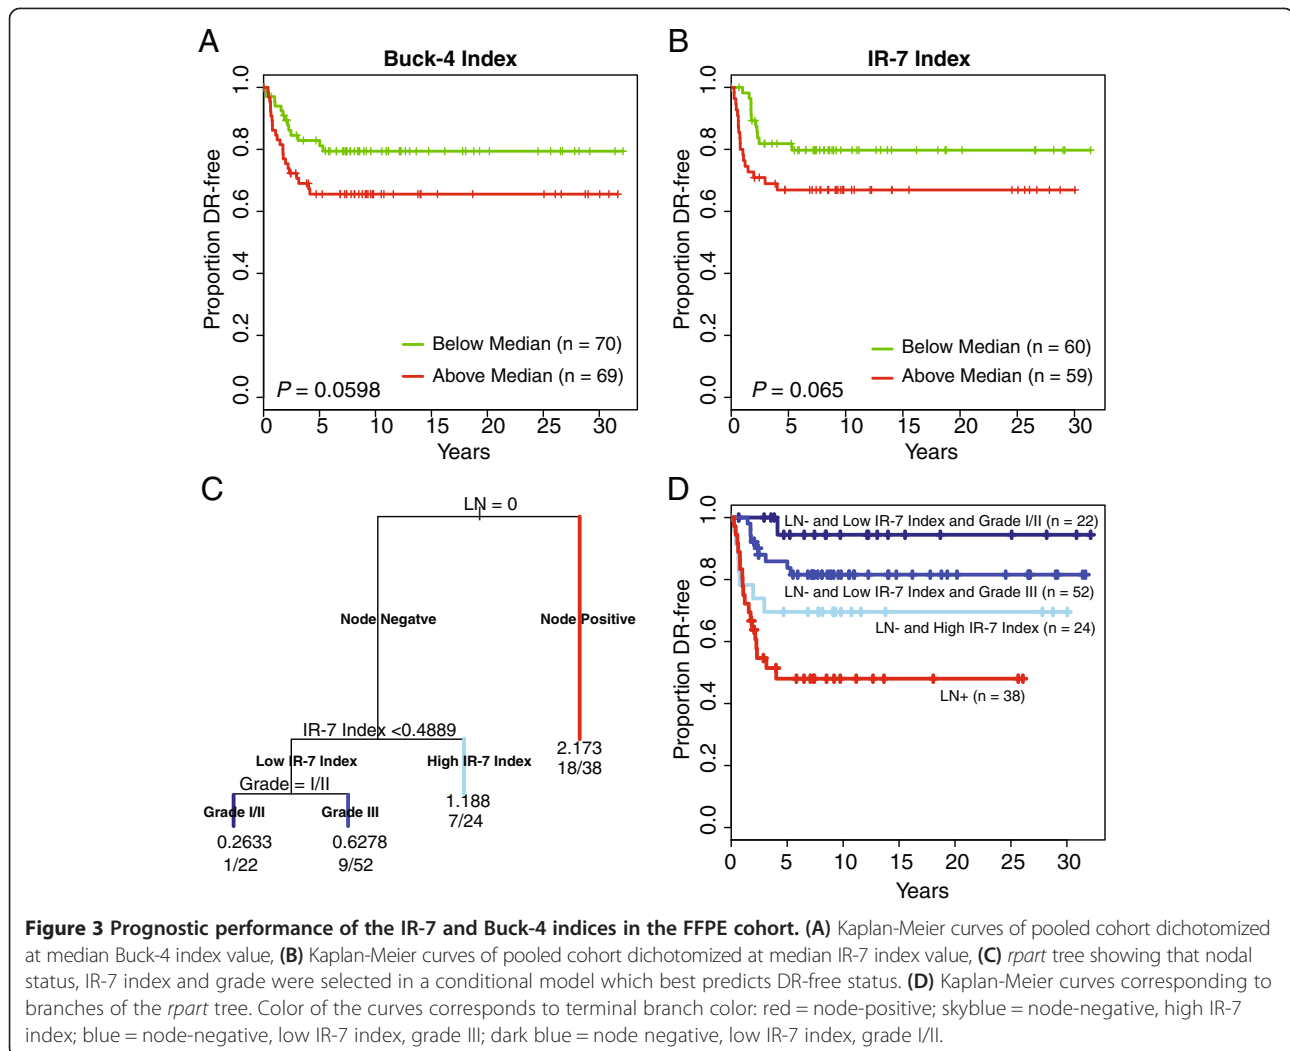 A
Buck-4 Index
Proportion DR-free
1.0
0.8
0.6
0.4
0.2
0.0
Below Median (n = 70)
Above Median (n = 69)
P = 0.0598
0 5 10 15 20 25 30
Years
B
IR-7 Index
Proportion DR-free
1.0
0.8
0.6
0.4
0.2
0.0
Below Median (n = 60)
Above Median (n = 59)
P = 0.065
0 5 10 15 20 25 30
Years
C
LN = 0
Node Negatve
Node Positive
IR-7 Index <0.4889
2.173
18/38
Low IR-7 Index
High IR-7 Index
Grade = I/II
1.188
7/24
Grade I/II
Grade III
0.2633
1/22
0.6278
9/52
D
Proportion DR-free
1.0
0.8
0.6
0.4
0.2
0.0
LN- and Low IR-7 Index and Grade I/II (n = 22)
LN- and Low IR-7 Index and Grade III (n = 52)
LN- and High IR-7 Index (n = 24)
LN+ (n = 38)
0 5 10 15 20 25 30
Years
Figure 3 Prognostic performance of the IR-7 and Buck-4 indices in the FFPE cohort. (A) Kaplan-Meier curves of pooled cohort dichotomized
at median Buck-4 index value, (B) Kaplan-Meier curves of pooled cohort dichotomized at median IR-7 index value, (C) rpart tree showing that nodal
status, IR-7 index and grade were selected in a conditional model which best predicts DR-free status. (D) Kaplan-Meier curves corresponding to
branches of the rpart tree. Color of the curves corresponds to terminal branch color: red = node-positive; skyblue = node-negative, high IR-7
index; blue = node-negative, low IR-7 index, grade III; dark blue = node negative, low IR-7 index, grade I/II.